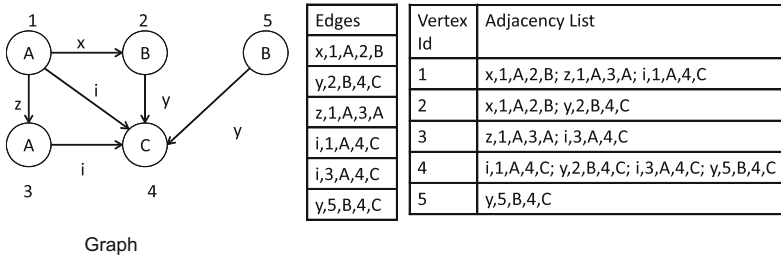 1 2 5
A x B B
i
z y y
A C
i
3 4
Graph
Edges
x,1,A,2,B
y,2,B,4,C
z,1,A,3,A
i,1,A,4,C
i,3,A,4,C
y,5,B,4,C
Vertex Id Adjacency List
1 x,1,A,2,B; z,1,A,3,A; i,1,A,4,C
2 x,1,A,2,B; y,2,B,4,C
3 z,1,A,3,A; i,3,A,4,C
4 i,1,A,4,C; y,2,B,4,C; i,3,A,4,C; y,5,B,4,C
5 y,5,B,4,C